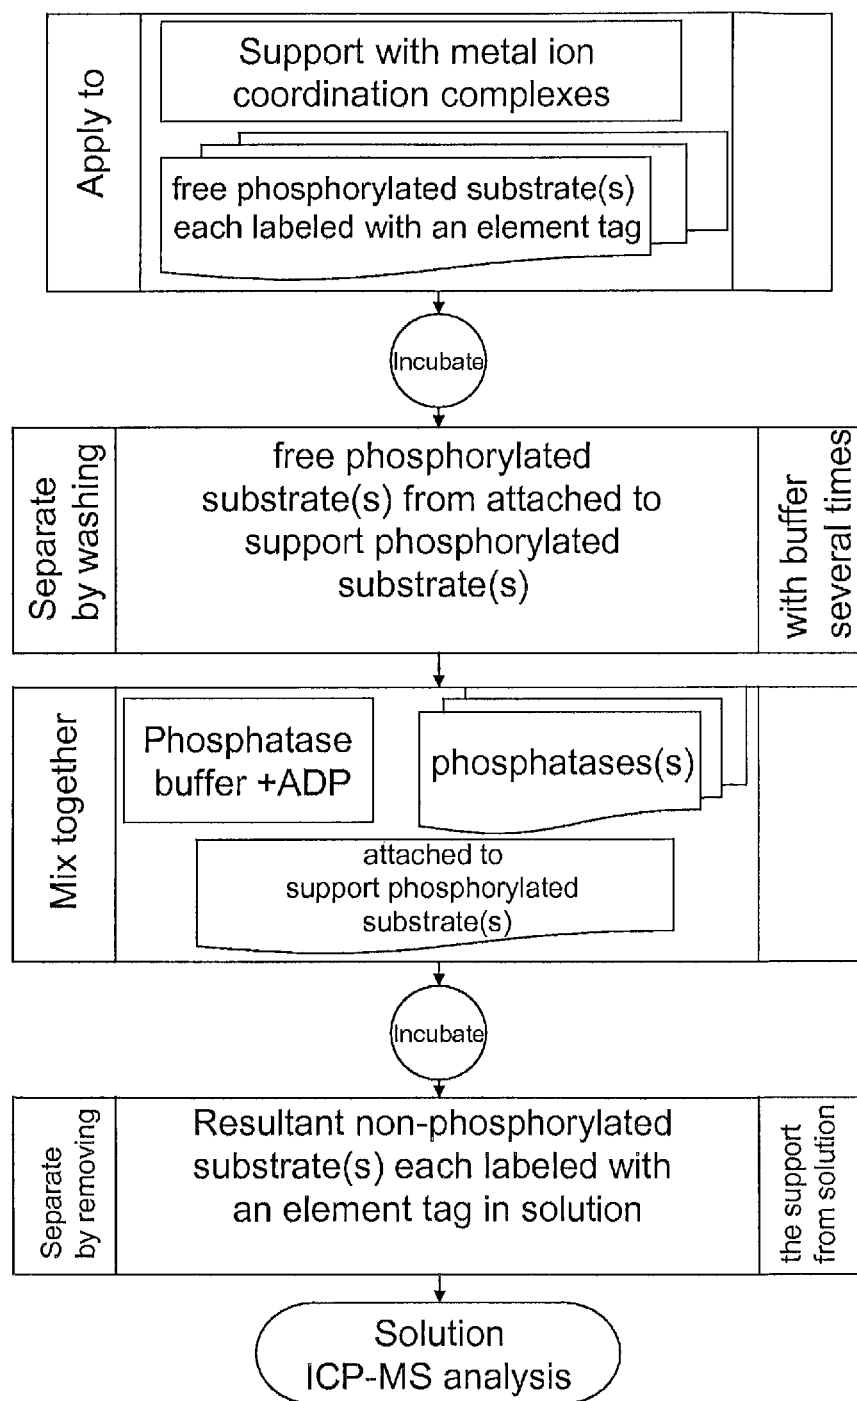 Apply to
Support with metal ion
coordination complexes
free phosphorylated substrate(s)
each labeled with an element tag
Incubate
Separate
by washing
free phosphorylated
substrate(s) from attached to
support phosphorylated
substrate(s)
with buffer
several times
Mix together
Phosphatase
buffer +ADP
phosphatases(s)
attached to
support phosphorylated
substrate(s)
Incubate
Separate
by removing
Resultant non-phosphorylated
substrate(s) each labeled with
an element tag in solution
the support
from solution
Solution
ICP-MS analysis